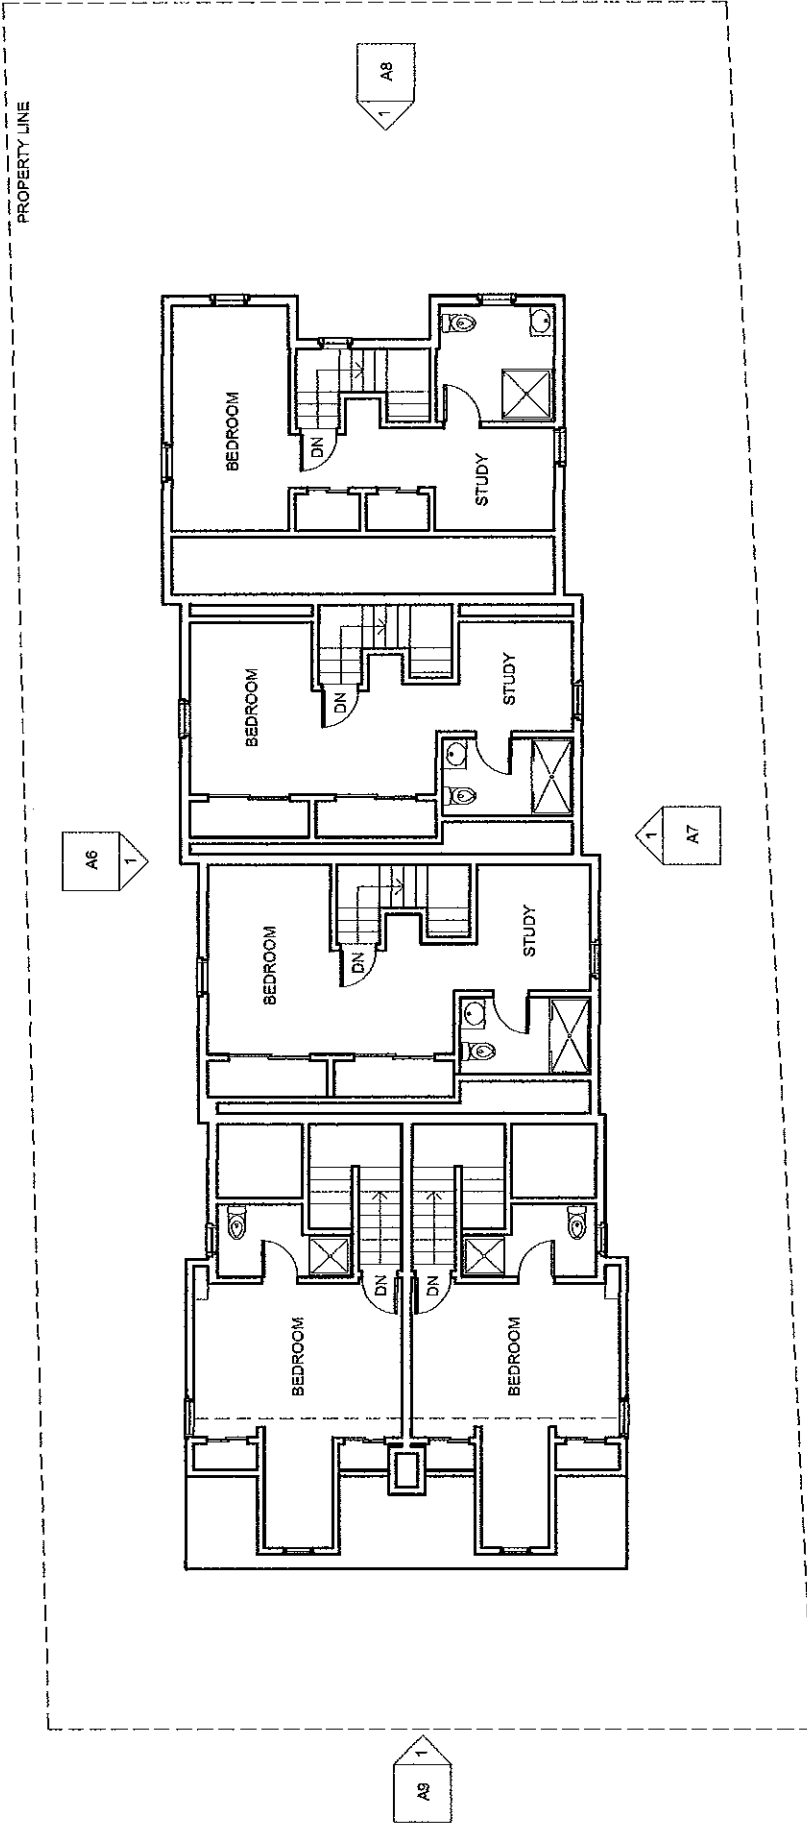 PROPERTY LINE
A8
1
BEDROOM
DN
STUDY
BEDROOM
DN
STUDY
A6
1
1
A7
BEDROOM
DN
STUDY
DN
DN
BEDROOM
BEDROOM
1
A9